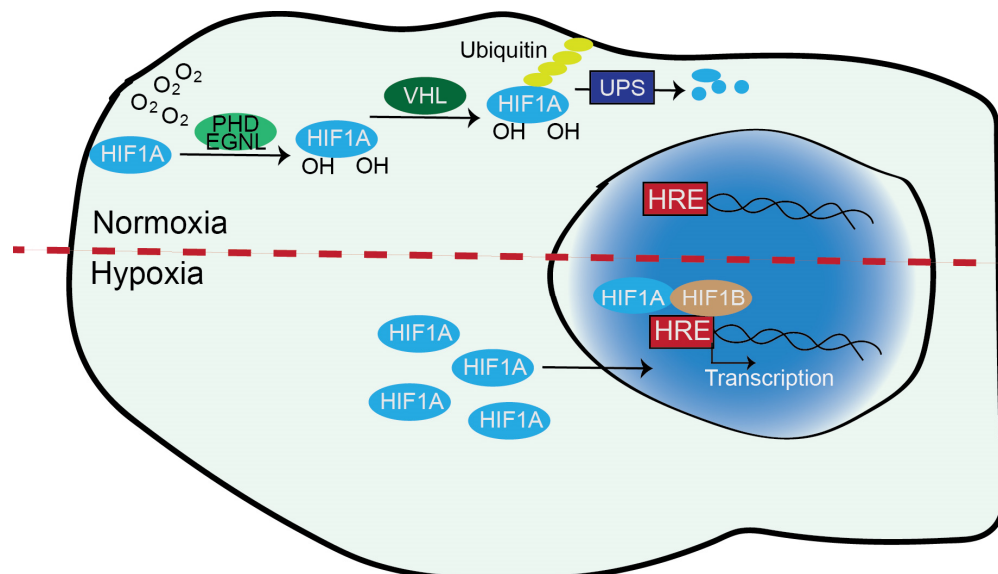 Ubiquitin
O2
O2
O2
O2
VHL
UPS
HIF1A
OH OH
PHD
EGNL
HIF1A
HIF1A
OH OH
HRE
Normoxia
Hypoxia
HIF1A HIF1B
HRE
Transcription
HIF1A
HIF1A
HIF1A
HIF1A